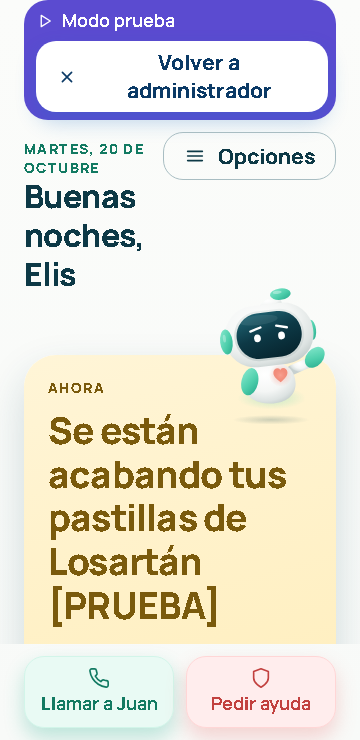 Modo prueba
Volver a
administrador
MARTES, 20 DE
OCTUBRE
Opciones
Buenas
noches,
Elis
AHORA
Se están
acabando tus
pastillas de
Losartán
[PRUEBA]
Llamar a Juan
Pedir ayuda